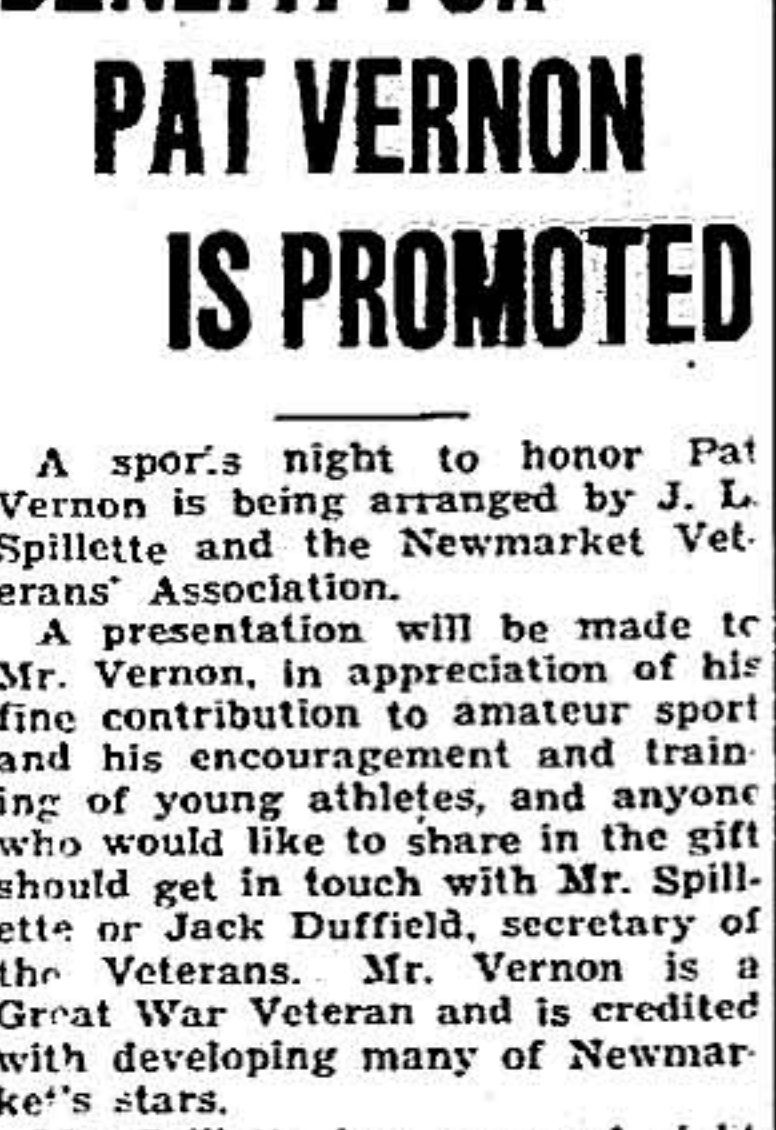 BENEFIT FOR
PAT VERNON
IS PROMOTED
A sports night to honor Pat
Vernon is being arranged by J. L.
Spillette and the Newmarket Vet-
erans' Association.
A presentation will be made to
Mr. Vernon, in appreciation of his
fine contribution to amateur sport
and his encouragement and train-
ing of young athletes, and anyone
who would like to share in the gift
should get in touch with Mr. Spill-
ette or Jack Duffield, secretary of
the Veterans. Mr. Vernon is a
Great War Veteran and is credited
with developing many of Newmar-
ket's stars.